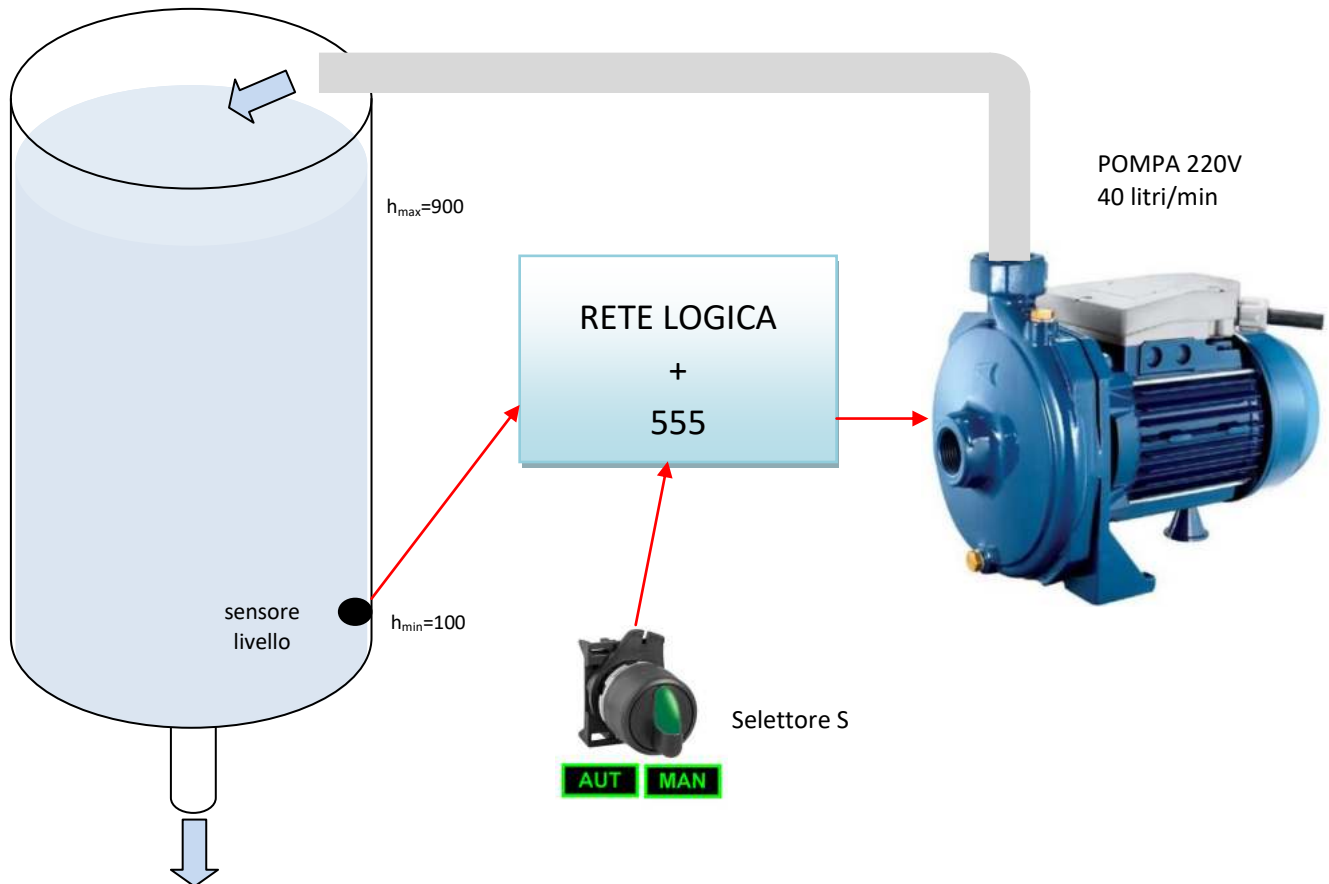 POMPA 220V
40 litri/min
hmax=900
RETE LOGICA
+
555
sensore
livello
hmin=100
Selettore S
AUT MAN